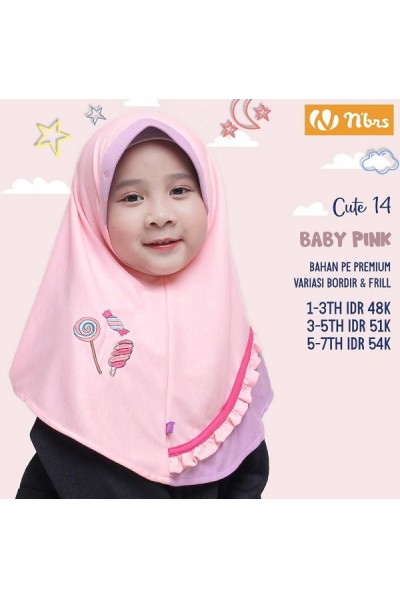 N'brs
Cute 14
BABY PINK
BAHAN PE PREMIUM
VARIASI BORDIR & FRILL
1-3TH IDR 48K
3-5TH IDR 51K
5-7TH IDR 54K